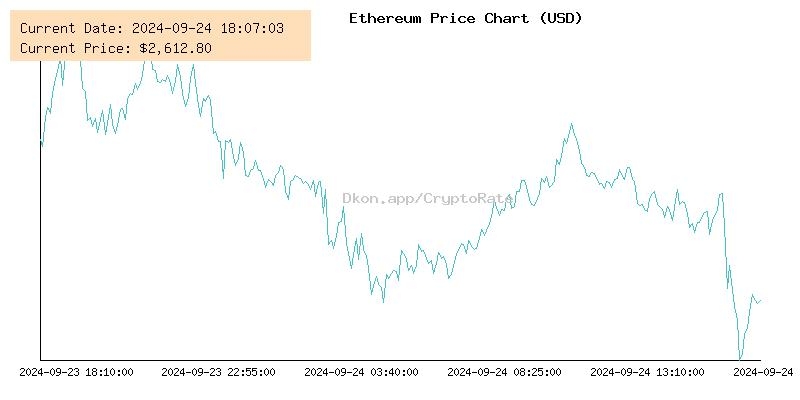 Ethereum Price Chart (USD)
Current Date: 2024-09-24 18:07:03
Current Price: $2,612.80
Dkon.app/CryptoRate
2024-09-23 18:10:00
2024-09-23 22:55:00
2024-09-24 03:40:00
2024-09-24 08:25:00
2024-09-24 13:10:00
2024-09-24